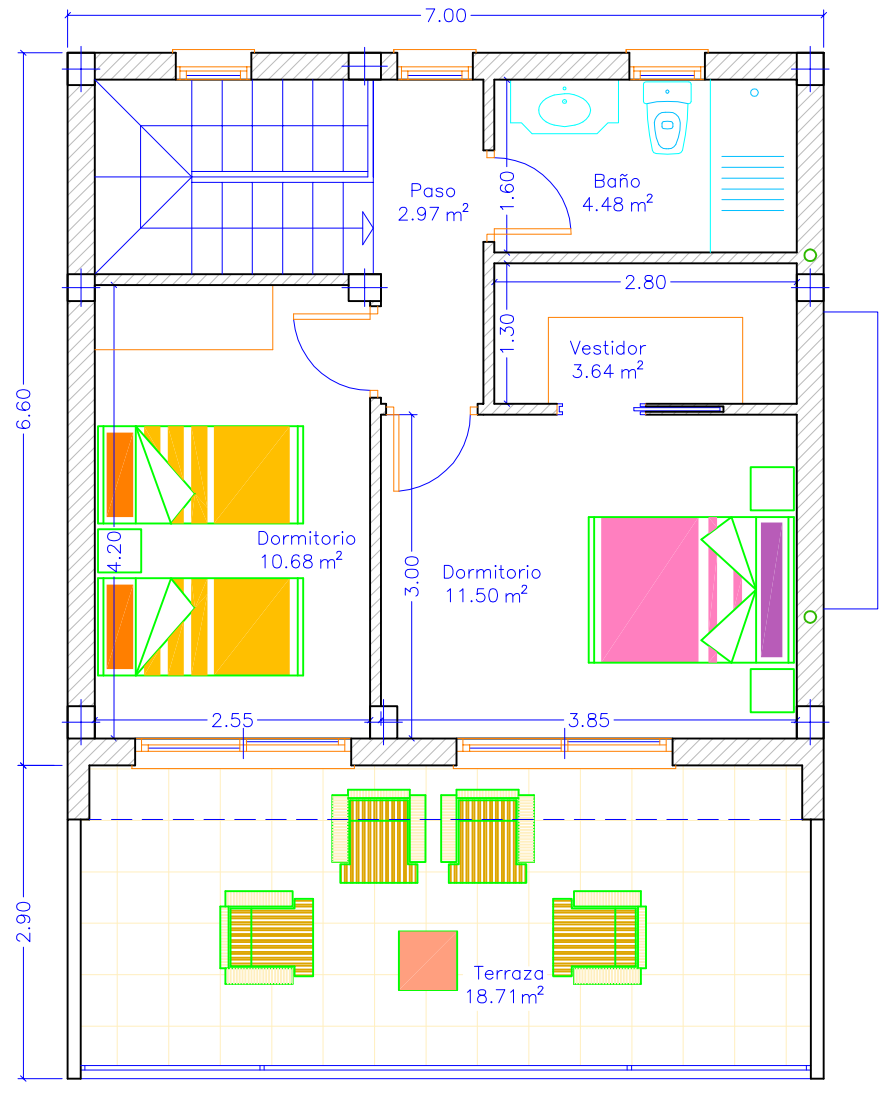 7.00
Paso
2.97 m²
1.60
Baño
4.48 m²
2.80
1.30
Vestidor
3.64 m²
6.60
4.20
Dormitorio
10.68 m²
3.00
Dormitorio
11.50 m²
2.55
3.85
2.90
Terraza
18.71 m²